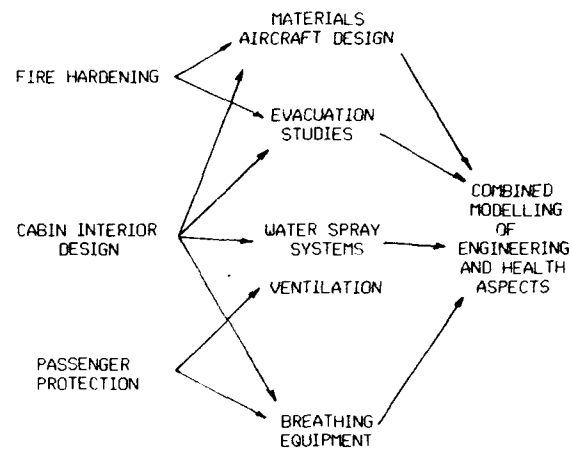 MATERIALS
AIRCRAFT DESIGN
FIRE HARDENING
EVACUATION
STUDIES
CABIN INTERIOR
DESIGN
WATER SPRAY
SYSTEMS
VENTILATION
PASSENGER
PROTECTION
BREATHING
EQUIPMENT
COMBINED
MODELLING
OF
ENGINEERING
AND HEALTH
ASPECTS